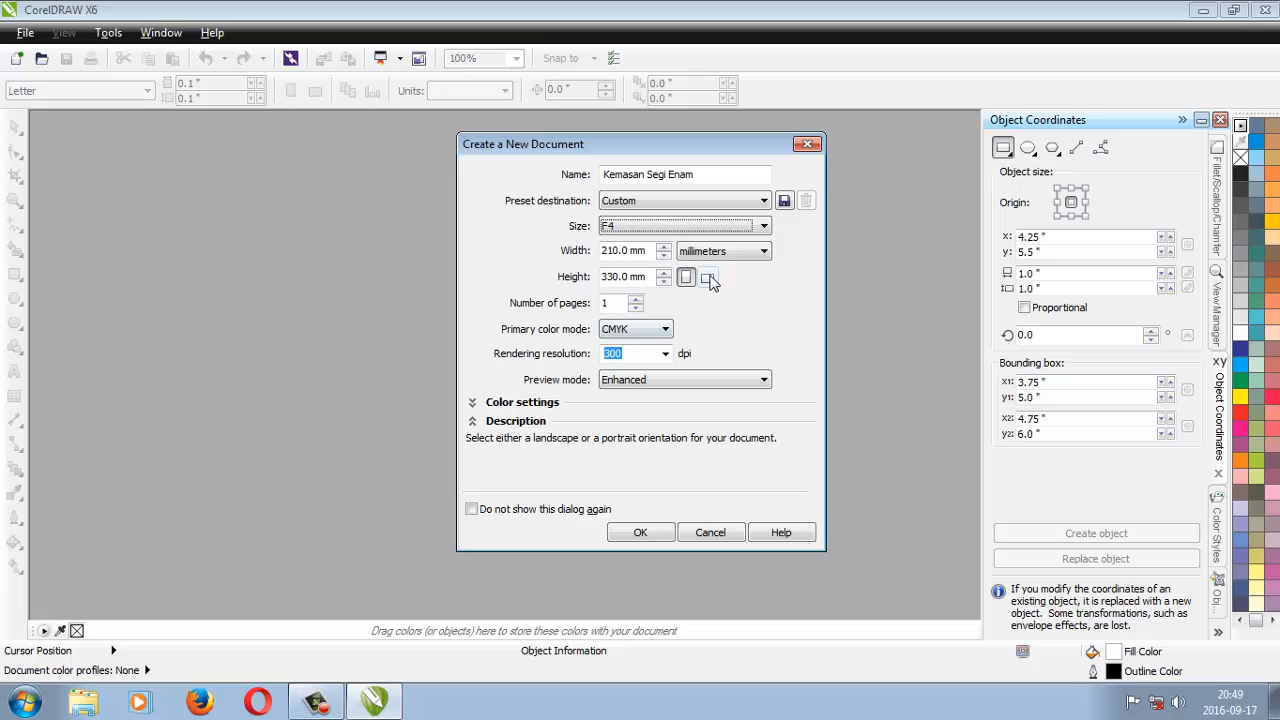 CorelDRAW X6
File View Tools Window Help
100% Snap to
Letter 0.1 " 0.1 " Units: 0.0 " 0.0 " 0.0 "
Create a New Document
Name: Kemasan Segi Enam
Preset destination: Custom
Size: F4
Width: 210.0 mm milimeters
Height: 330.0 mm
Number of pages: 1
Primary color mode: CMYK
Rendering resolution: 300 dpi
Preview mode: Enhanced
Color settings
Description
Select either a landscape or a portrait orientation for your document.
Do not show this dialog again
OK Cancel Help
Object Coordinates
Object size:
Origin:
x: 4.25 "
y: 5.5 "
1.0 "
1.0 "
Proportional
0.0 °
Bounding box:
x1: 3.75 "
y1: 5.0 "
x2: 4.75 "
y2: 6.0 "
Create object
Replace object
If you modify the coordinates of an
existing object, it is replaced with a new
object. Some transformations, such as
envelope effects, are lost.
Fillet/Scallop/Chamfer
View Manager
xy
Object Coordinates
Color Styles
Obj...
Drag colors (or objects) here to store these colors with your document
Cursor Position Object Information Fill Color
Document color profiles: None Outline Color
20:49
2016-09-17